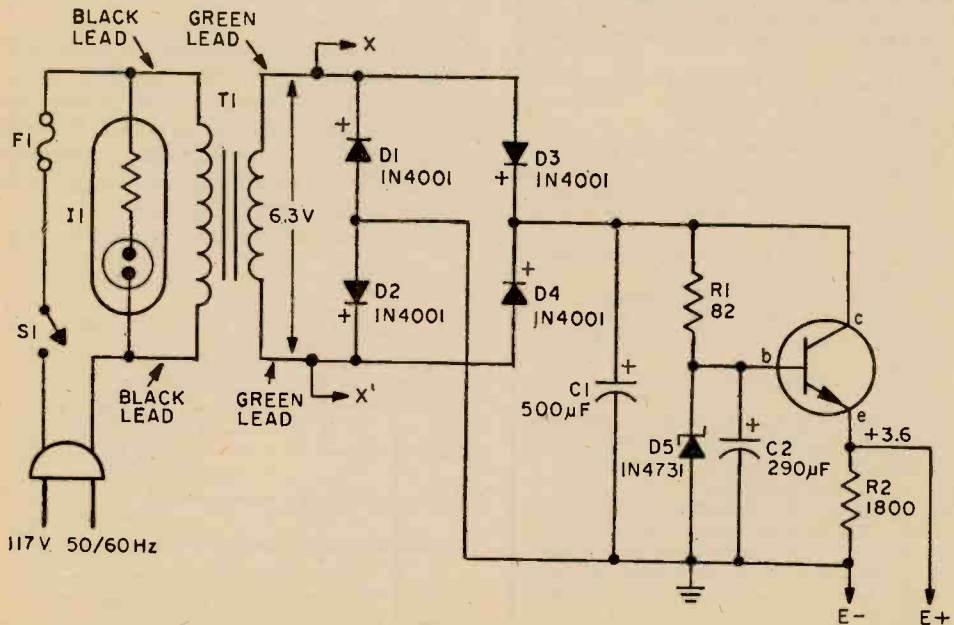 BLACK
LEAD
GREEN
LEAD
X
F1
T1
I1
+
D1
1N4001
D3
+
1N4001
6.3V
D2
+
1N4001
+
D4
1N4001
S1
R1
82
c
b
e
BLACK
LEAD
GREEN
LEAD
X'
+
C1
500µF
D5
1N4731
+
C2
290µF
+3.6
R2
1800
117V 50/60Hz
E-
E+